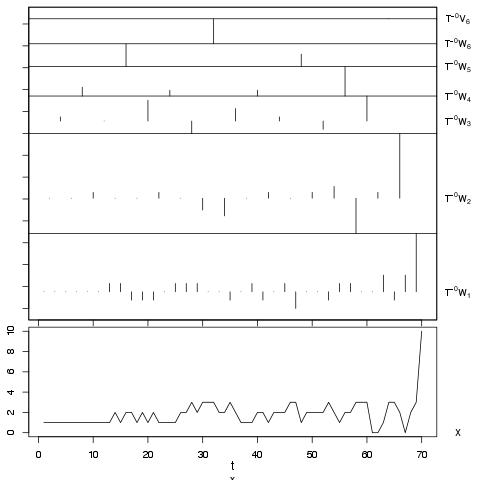 T⁻⁰V₆
T⁻⁰W₆
T⁻⁰W₅
T⁻⁰W₄
T⁻⁰W₃
T⁻⁰W₂
T⁻⁰W₁
10
8
6
4
2
0
X
0 10 20 30 40 50 60 70
t
x